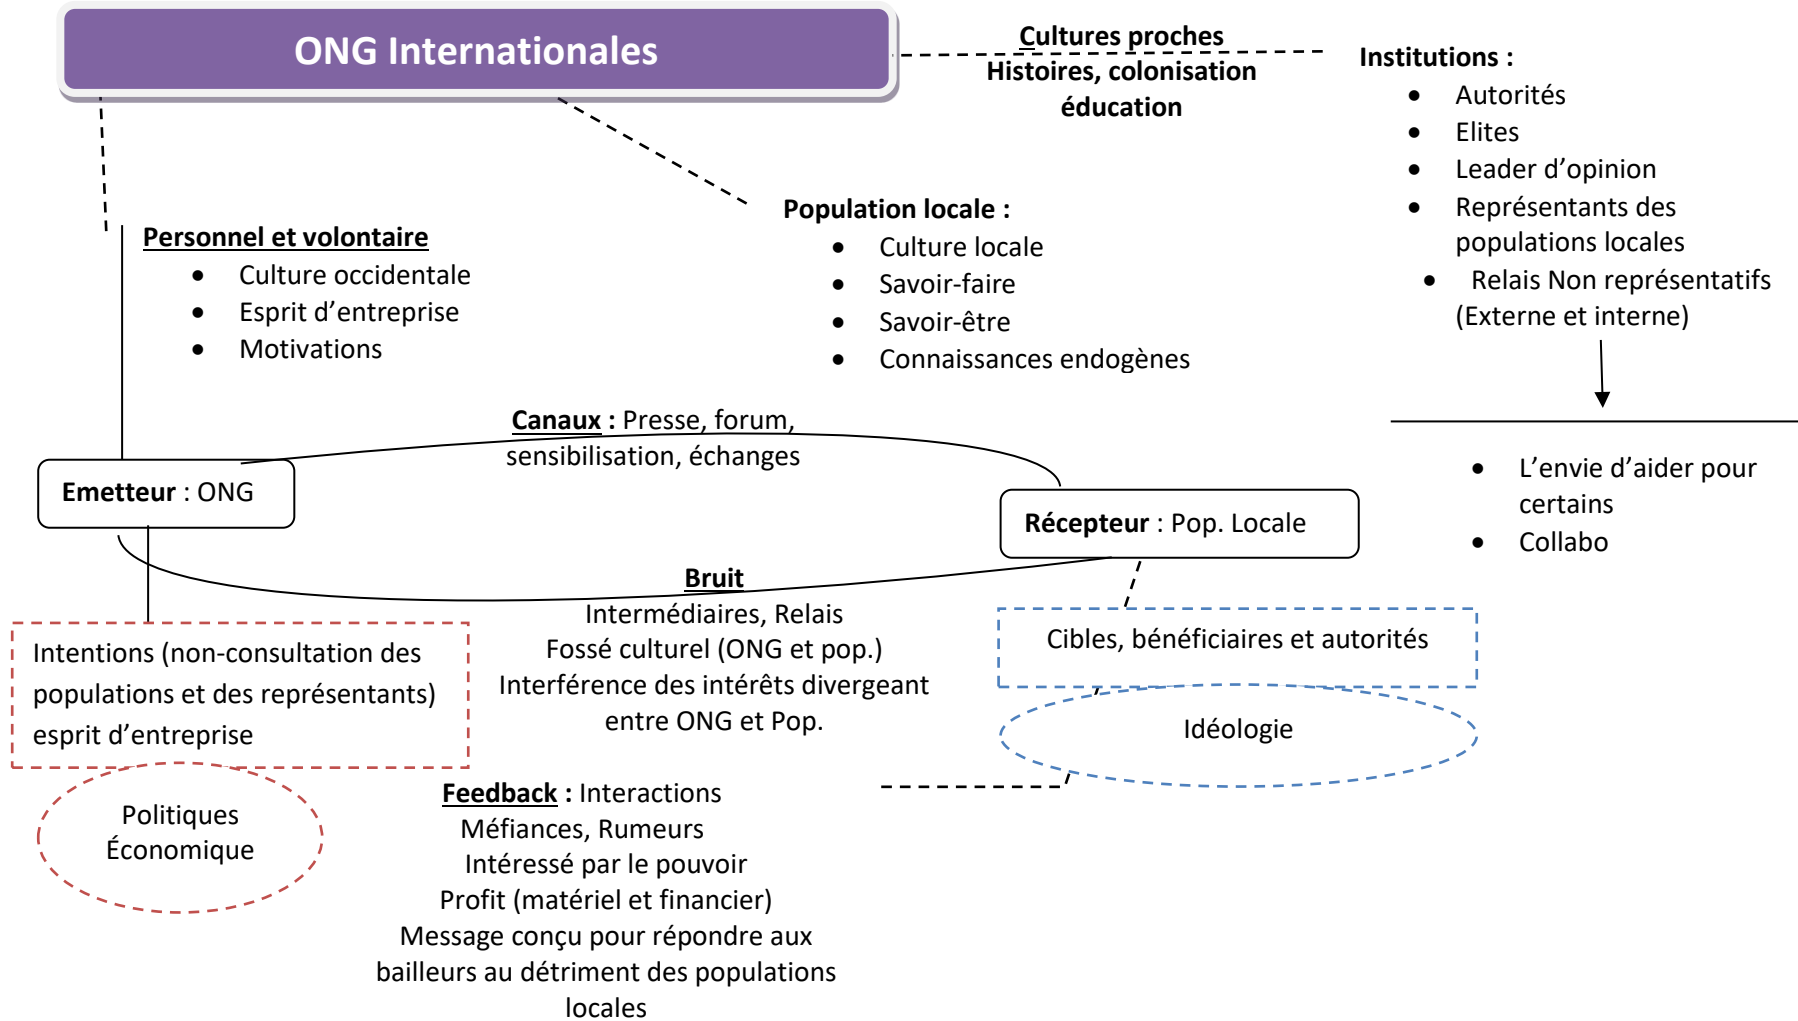 ONG Internationales
Cultures proches
Histoires, colonisation
éducation
Institutions :
• Autorités
• Elites
• Leader d’opinion
• Représentants des
populations locales
• Relais Non représentatifs
(Externe et interne)
Personnel et volontaire
• Culture occidentale
• Esprit d’entreprise
• Motivations
Population locale :
• Culture locale
• Savoir-faire
• Savoir-être
• Connaissances endogènes
Canaux : Presse, forum,
sensibilisation, échanges
• L’envie d’aider pour
certains
• Collabo
Emetteur : ONG
Récepteur : Pop. Locale
Bruit
Intermédiaires, Relais
Fossé culturel (ONG et pop.)
Interférence des intérêts divergeant
entre ONG et Pop.
Intentions (non-consultation des
populations et des représentants)
esprit d’entreprise
Cibles, bénéficiaires et autorités
Idéologie
Politiques
Économique
Feedback : Interactions
Méfiances, Rumeurs
Intéressé par le pouvoir
Profit (matériel et financier)
Message conçu pour répondre aux
bailleurs au détriment des populations
locales